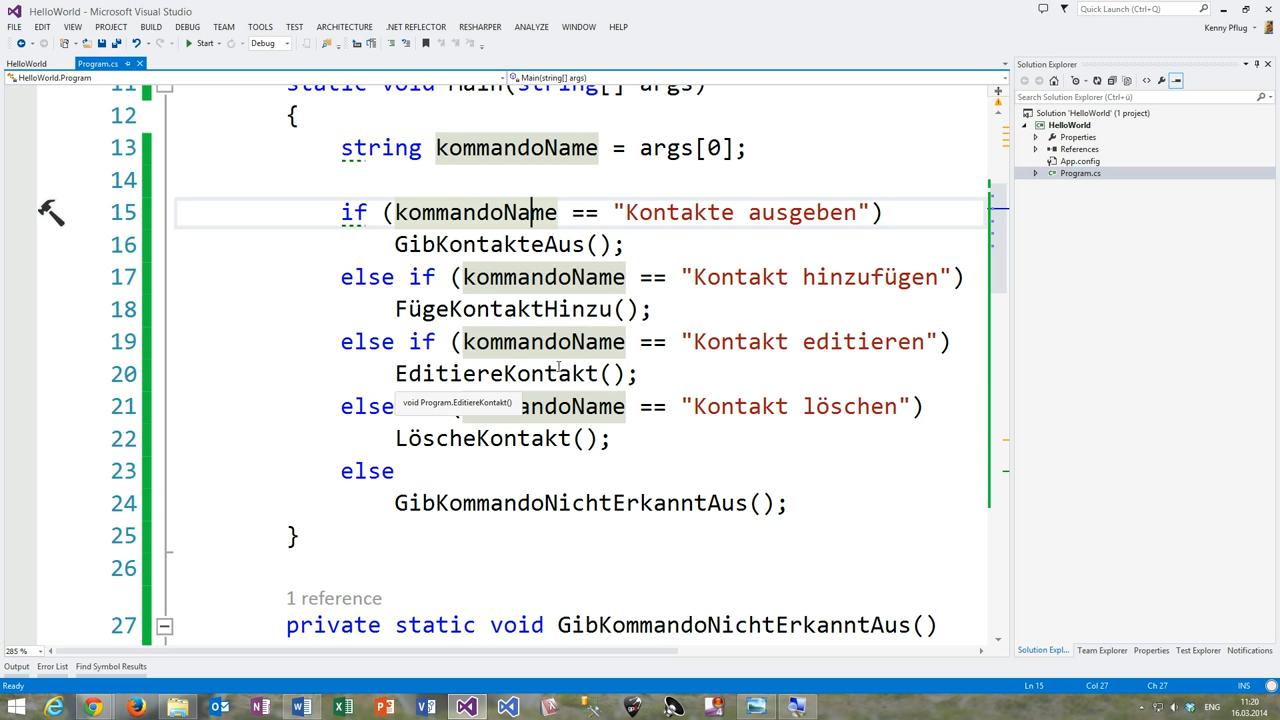 HelloWorld - Microsoft Visual Studio
Quick Launch (Ctrl+Q)
FILE EDIT VIEW PROJECT BUILD DEBUG TEAM TOOLS TEST ARCHITECTURE .NET REFLECTOR RESHARPER ANALYZE WINDOW HELP
Kenny Pflug
Start Debug
HelloWorld Program.cs
Solution Explorer
HelloWorld.Program Main(string[] args)
Search Solution Explorer (Ctrl+ü)
Solution 'HelloWorld' (1 project)
HelloWorld
Properties
References
App.config
Program.cs
11 static void Main(string[] args)
12 {
13 string kommandoName = args[0];
14
15 if (kommandoName == "Kontakte ausgeben")
16 GibKontakteAus();
17 else if (kommandoName == "Kontakt hinzufügen")
18 FügeKontaktHinzu();
19 else if (kommandoName == "Kontakt editieren")
20 EditiereKontakt();
void Program.EditiereKontakt()
21 else andoName == "Kontakt löschen")
22 LöscheKontakt();
23 else
24 GibKommandoNichtErkanntAus();
25 }
26
1 reference
27 private static void GibKommandoNichtErkanntAus()
285 %
Solution Expl... Team Explorer Properties Test Explorer Notifications
Output Error List Find Symbol Results
Ready Ln 15 Col 27 Ch 27 INS
11:20
16.03.2014